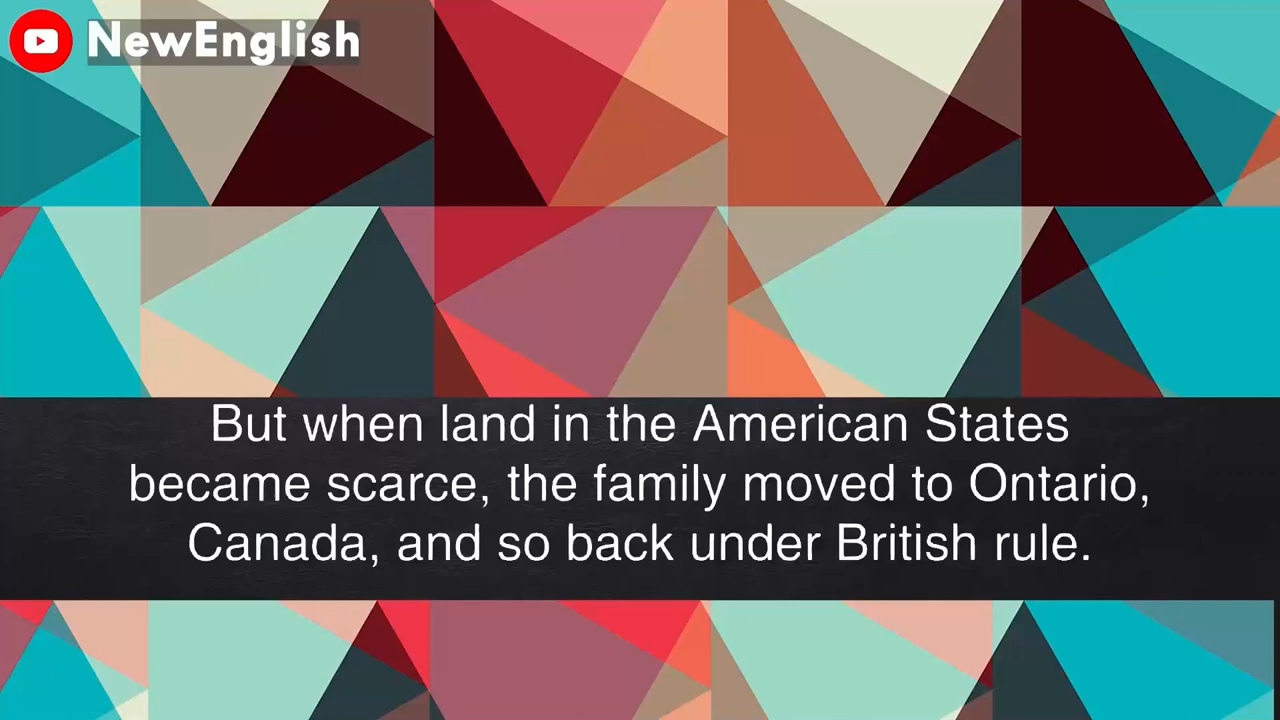 NewEnglish
But when land in the American States
became scarce, the family moved to Ontario,
Canada, and so back under British rule.